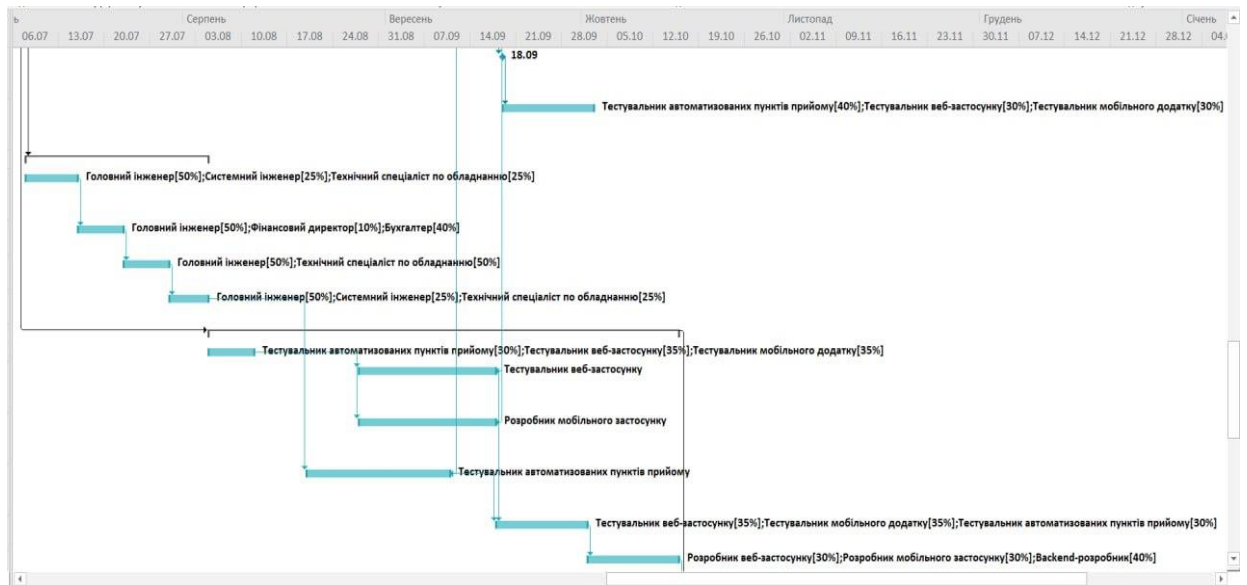 ь Серпень Вересень Жовтень Листопад Грудень Січень
06.07 13.07 20.07 27.07 03.08 10.08 17.08 24.08 31.08 07.09 14.09 21.09 28.09 05.10 12.10 19.10 26.10 02.11 09.11 16.11 23.11 30.11 07.12 14.12 21.12 28.12 04.0
18.09
Тестувальник автоматизованих пунктів прийому[40%];Тестувальник веб-застосунку[30%];Тестувальник мобільного додатку[30%]
Головний інженер[50%];Системний інженер[25%];Технічний спеціаліст по обладнанню[25%]
Головний інженер[50%];Фінансовий директор[10%];Бухгалтер[40%]
Головний інженер[50%];Технічний спеціаліст по обладнанню[50%]
Головний інженер[50%];Системний інженер[25%];Технічний спеціаліст по обладнанню[25%]
Тестувальник автоматизованих пунктів прийому[30%];Тестувальник веб-застосунку[35%];Тестувальник мобільного додатку[35%]
Тестувальник веб-застосунку
Розробник мобільного застосунку
Тестувальник автоматизованих пунктів прийому
Тестувальник веб-застосунку[35%];Тестувальник мобільного додатку[35%];Тестувальник автоматизованих пунктів прийому[30%]
Розробник веб-застосунку[30%];Розробник мобільного застосунку[30%];Backend-розробник[40%]